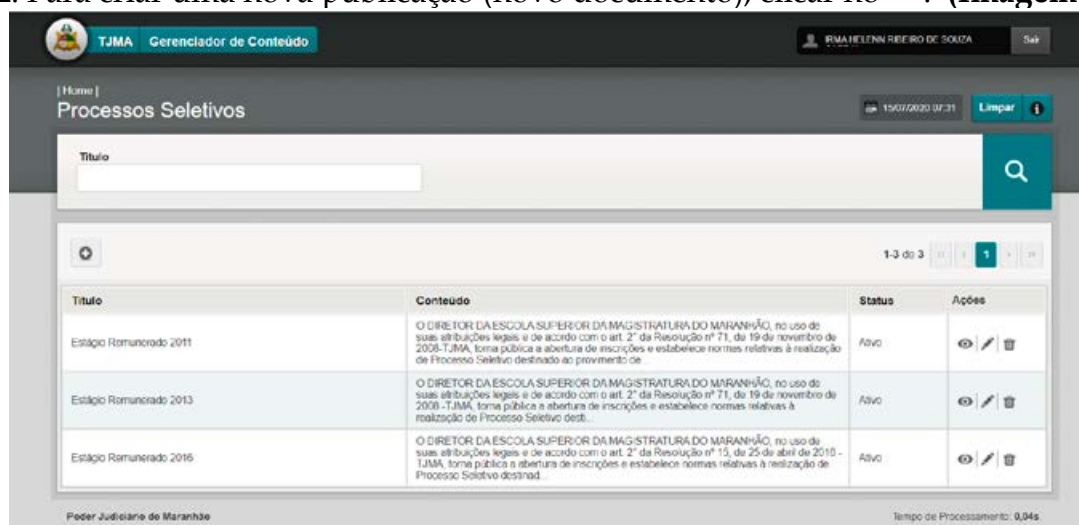 2. Para criar uma nova publicação (novo documento), clicar no " ". (Imagem
TJMA Gerenciador de Conteúdo
IRMA HELENN RIBEIRO DE SOUZA
Sair
| Home |
Processos Seletivos
15/07/2020 07:31
Limpar
Titulo
1-3 do 3
1
Titulo Conteúdo Status Ações
Estágio Remunerado 2011
O DIRETOR DA ESCOLA SUPERIOR DA MAGISTRATURA DO MARANHÃO, no uso de
suas atribuições legais e de acordo com o art. 2° da Resolução nº 71, de 19 de novembro de
2008-TJMA, torna pública a abertura de inscrições e estabelece normas relativas à realização
de Processo Seletivo destinado ao provimento de...
Ativo
Estágio Remunerado 2013
O DIRETOR DA ESCOLA SUPERIOR DA MAGISTRATURA DO MARANHÃO, no uso de
suas atribuições legais e de acordo com o art. 2° da Resolução nº 71, de 19 de novembro de
2008 -TJMA, torna pública a abertura de inscrições e estabelece normas relativas à
realização de Processo Seletivo desti...
Ativo
Estágio Remunerado 2016
O DIRETOR DA ESCOLA SUPERIOR DA MAGISTRATURA DO MARANHÃO, no uso de
suas atribuições legais e de acordo com o art. 2° da Resolução nº 15, de 25 de abril de 2016 -
TJMA, torna pública a abertura de inscrições e estabelece normas relativas à realização de
Processo Seletivo destinad...
Ativo
Poder Judiciário do Maranhão
Tempo de Processamento: 0,04s